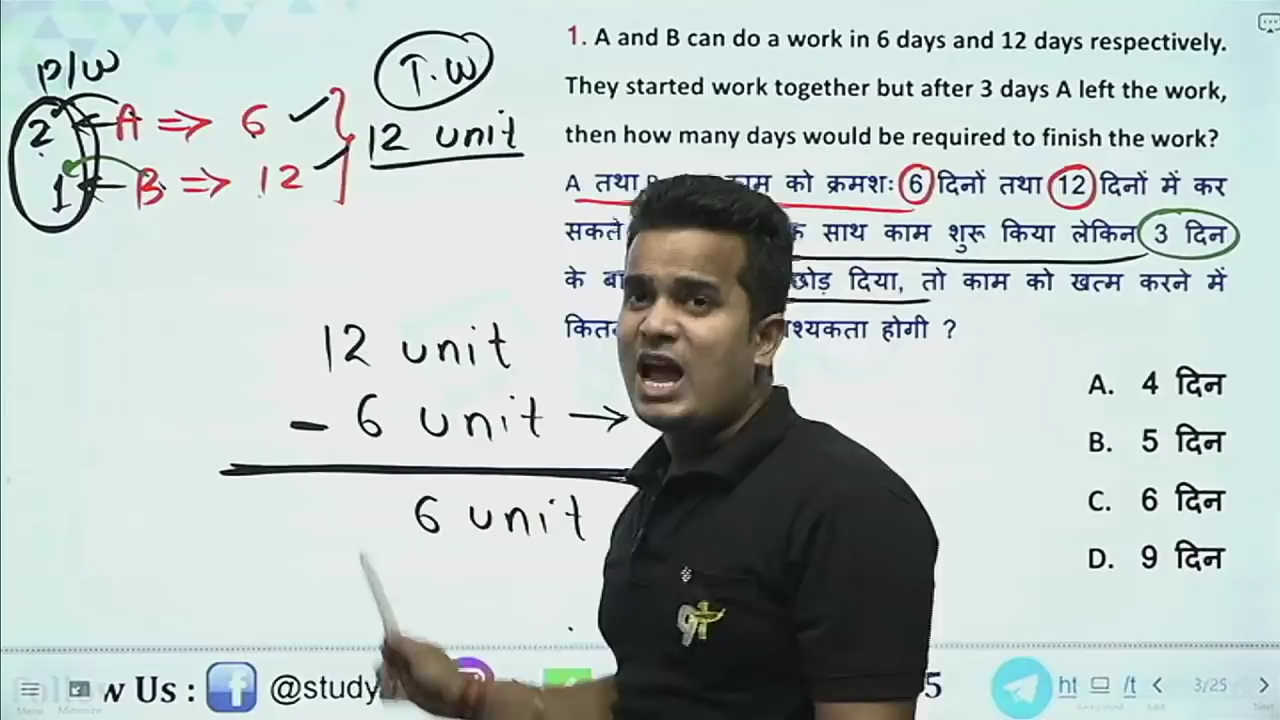 P/W
2 ← A ⇒ 6
1 ← B ⇒ 12
T.W
12 unit
12 unit
- 6 unit →
6 unit
1. A and B can do a work in 6 days and 12 days respectively.
They started work together but after 3 days A left the work,
then how many days would be required to finish the work?
A तथा काम को क्रमशः 6 दिनों तथा 12 दिनों में कर
सकते साथ काम शुरू किया लेकिन 3 दिन
के छोड़ दिया, तो काम को खत्म करने में
होगी ?
A. 4 दिन
B. 5 दिन
C. 6 दिन
D. 9 दिन
Us : @study 5 3/25